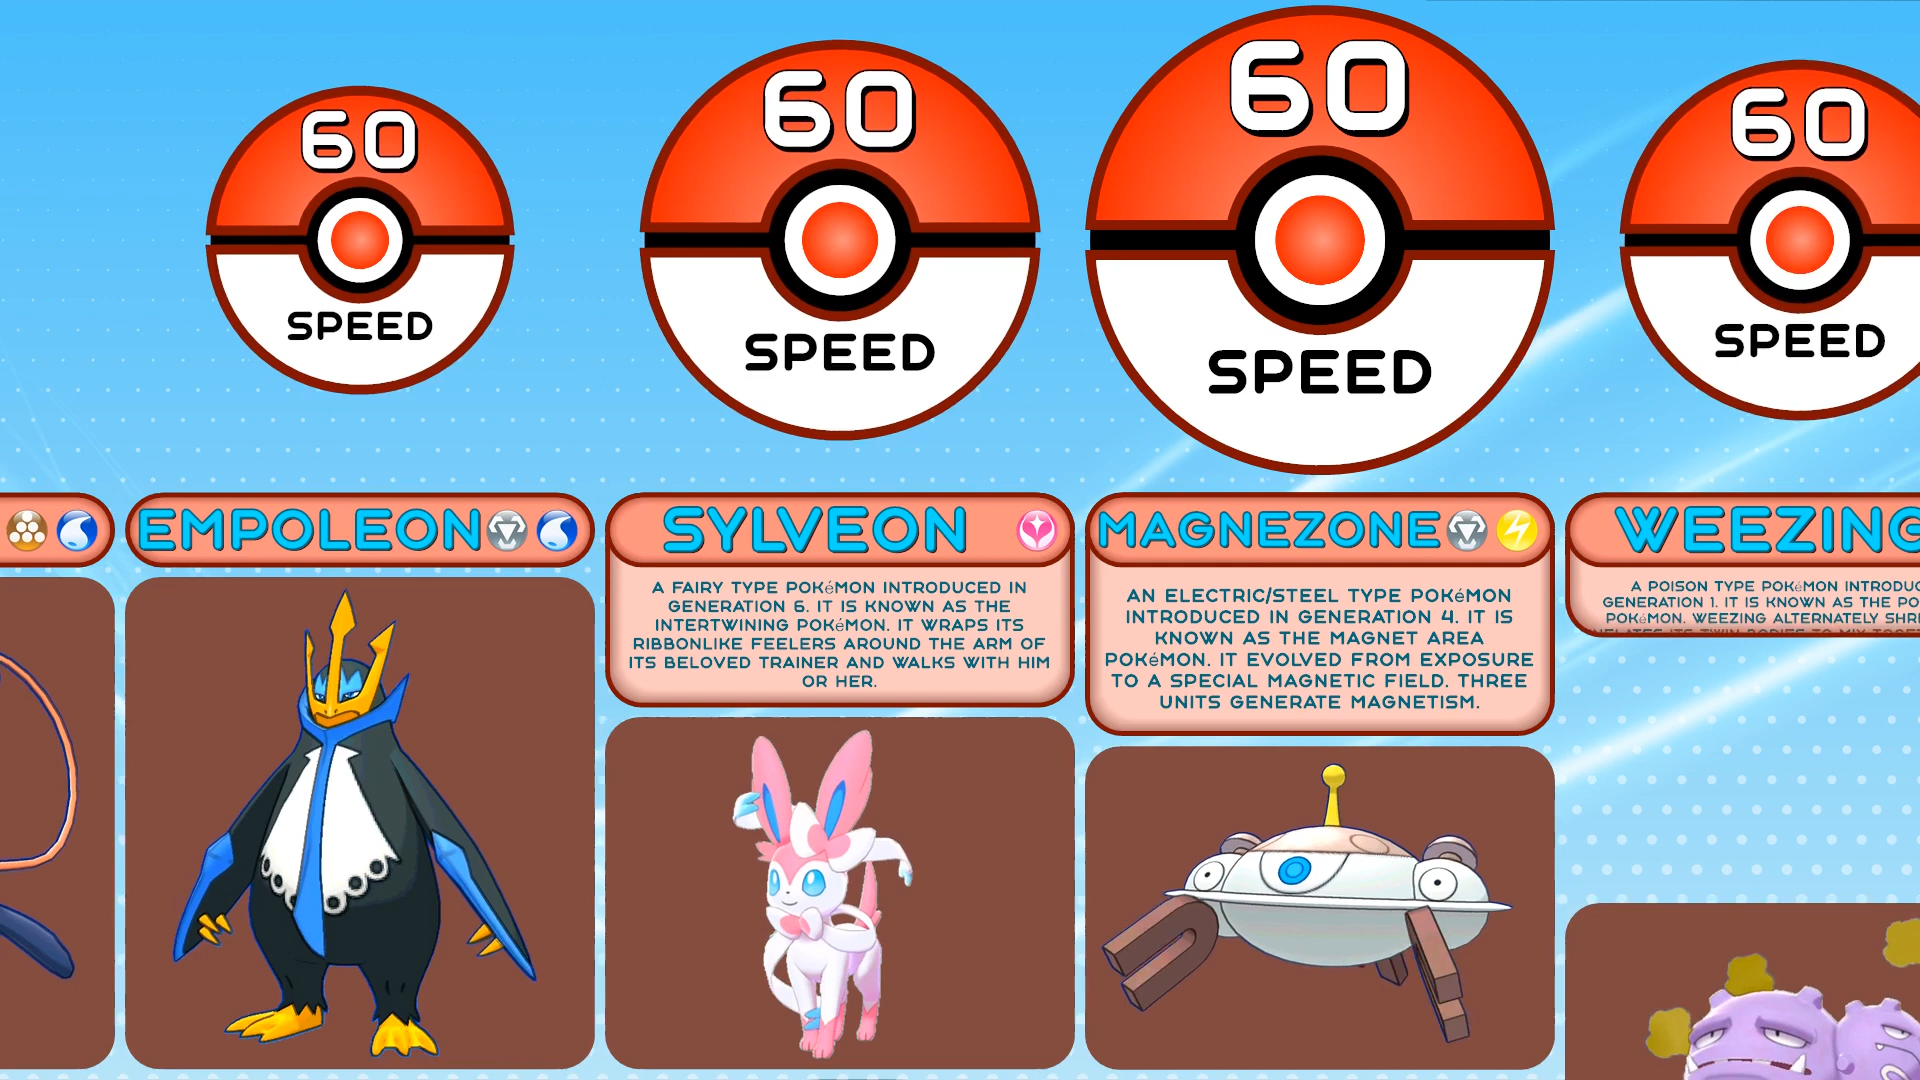 60
SPEED
60
SPEED
60
SPEED
60
SPEED
EMPOLEON
SYLVEON
A FAIRY TYPE POKéMON INTRODUCED IN
GENERATION 6. IT IS KNOWN AS THE
INTERTWINING POKéMON. IT WRAPS ITS
RIBBONLIKE FEELERS AROUND THE ARM OF
ITS BELOVED TRAINER AND WALKS WITH HIM
OR HER.
MAGNEZONE
AN ELECTRIC/STEEL TYPE POKéMON
INTRODUCED IN GENERATION 4. IT IS
KNOWN AS THE MAGNET AREA
POKéMON. IT EVOLVED FROM EXPOSURE
TO A SPECIAL MAGNETIC FIELD. THREE
UNITS GENERATE MAGNETISM.
WEEZING
A POISON TYPE POKéMON INTRODUC
GENERATION 1. IT IS KNOWN AS THE PO
POKéMON. WEEZING ALTERNATELY SHR